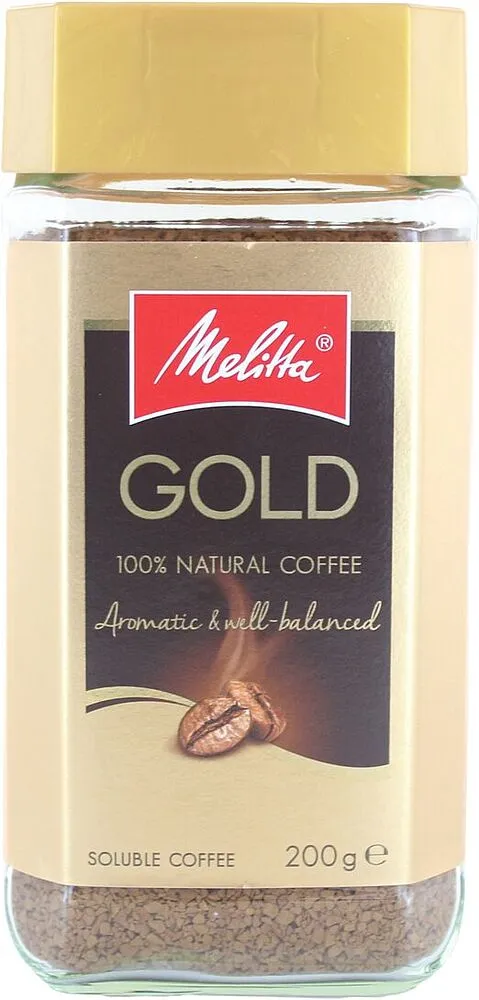 Melitta®
GOLD
100% NATURAL COFFEE
Aromatic & well-balanced
SOLUBLE COFFEE 200g ℮